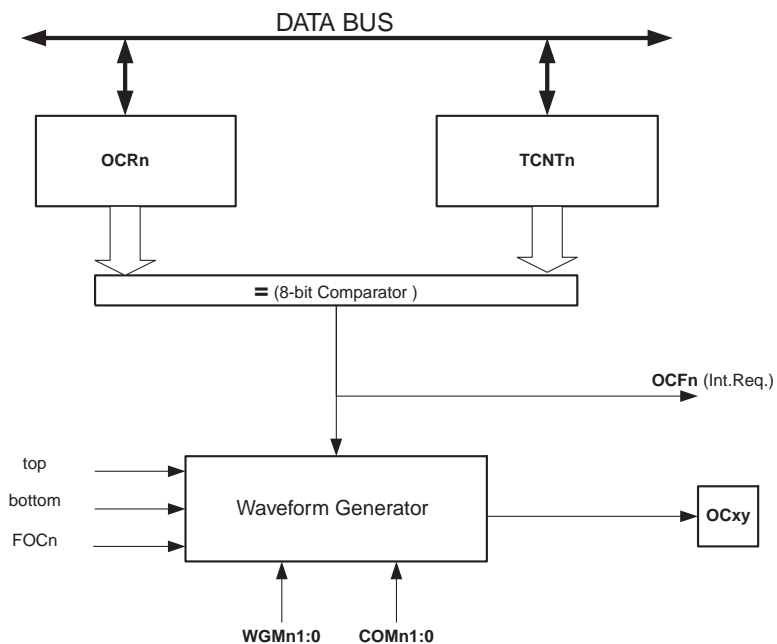 DATA BUS
OCRn
TCNTn
= (8-bit Comparator )
OCFn (Int.Req.)
top
bottom
FOCn
Waveform Generator
OCxy
WGMn1:0
COMn1:0